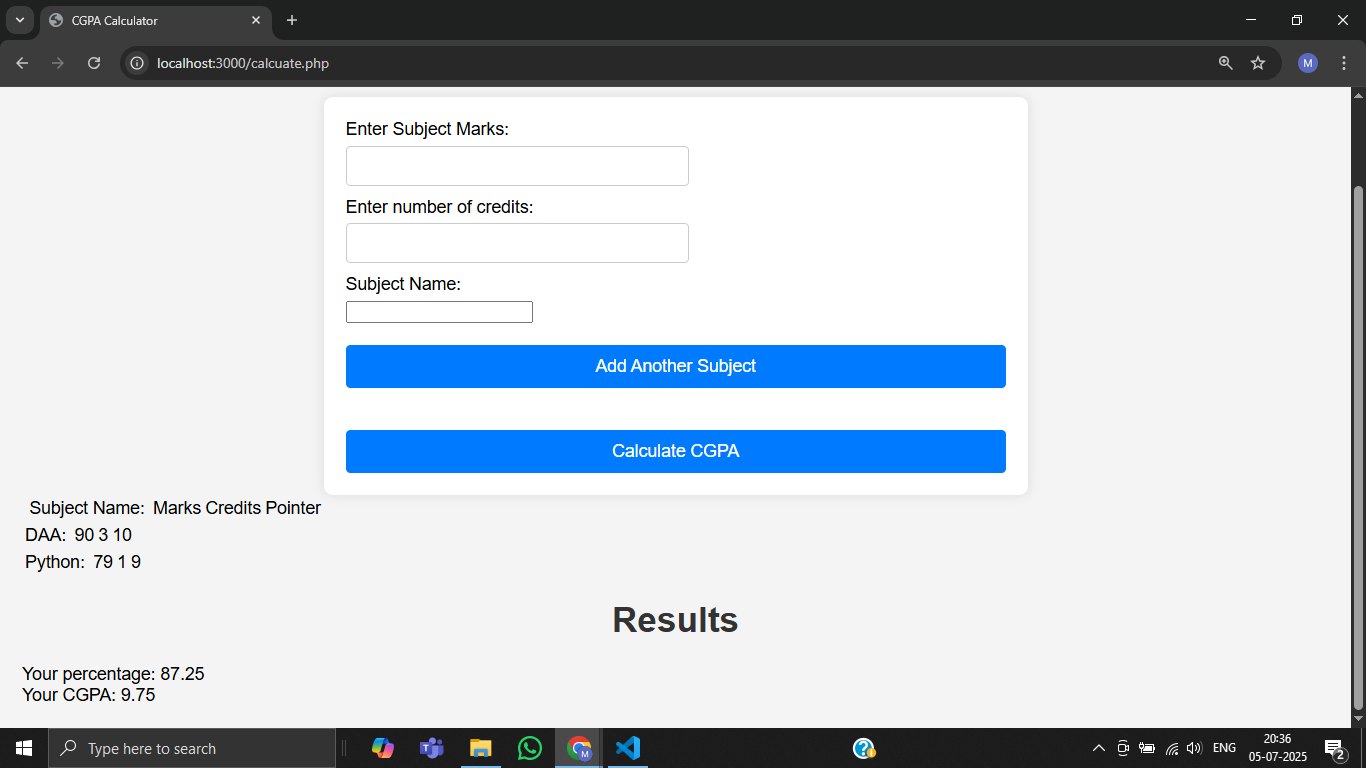 CGPA Calculator
localhost:3000/calcuate.php
M
Enter Subject Marks:
Enter number of credits:
Subject Name:
Add Another Subject
Calculate CGPA
Subject Name: Marks Credits Pointer
DAA: 90 3 10
Python: 79 1 9
Results
Your percentage: 87.25
Your CGPA: 9.75
Type here to search
M
ENG
20:36
05-07-2025
2